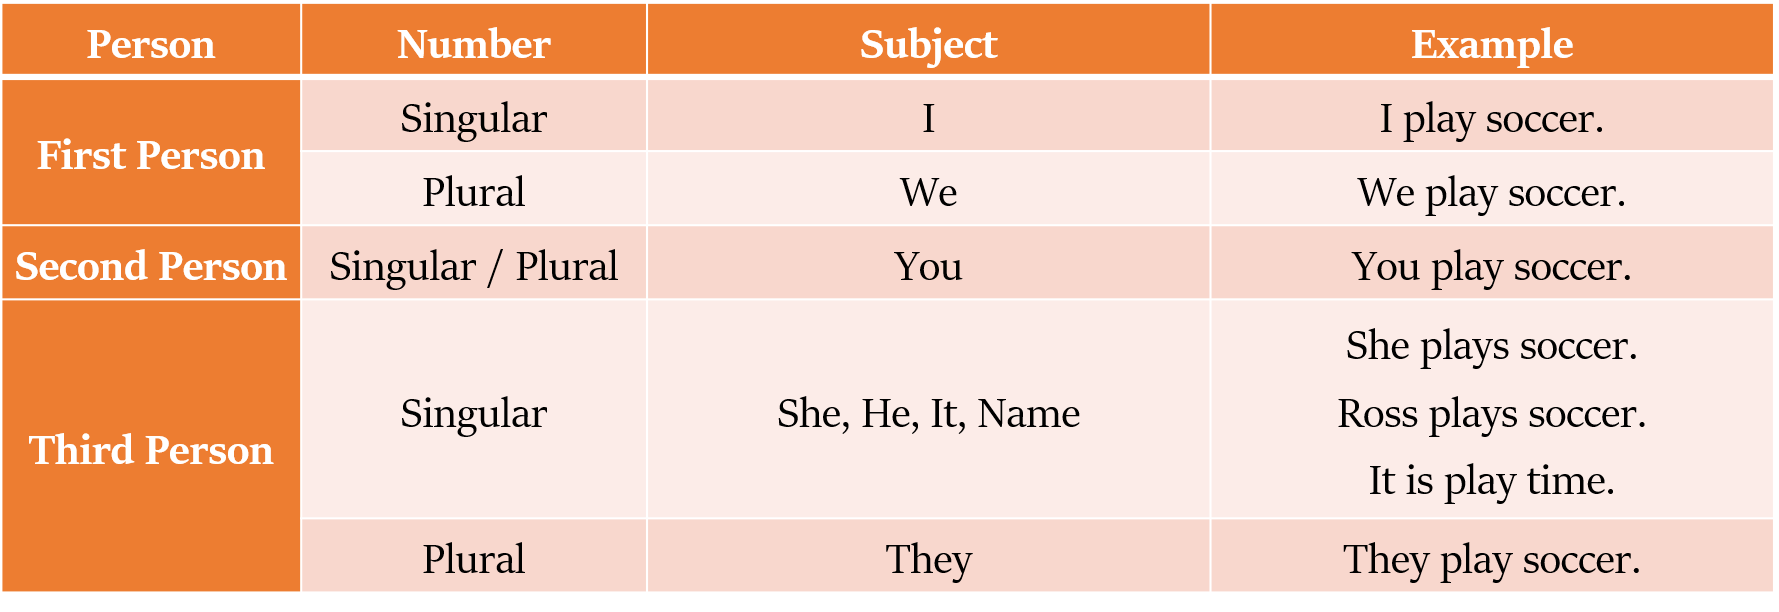 Person Number Subject Example
First Person
Singular I I play soccer.
Plural We We play soccer.
Second Person Singular / Plural You You play soccer.
Third Person
Singular She, He, It, Name
She plays soccer.
Ross plays soccer.
It is play time.
Plural They They play soccer.